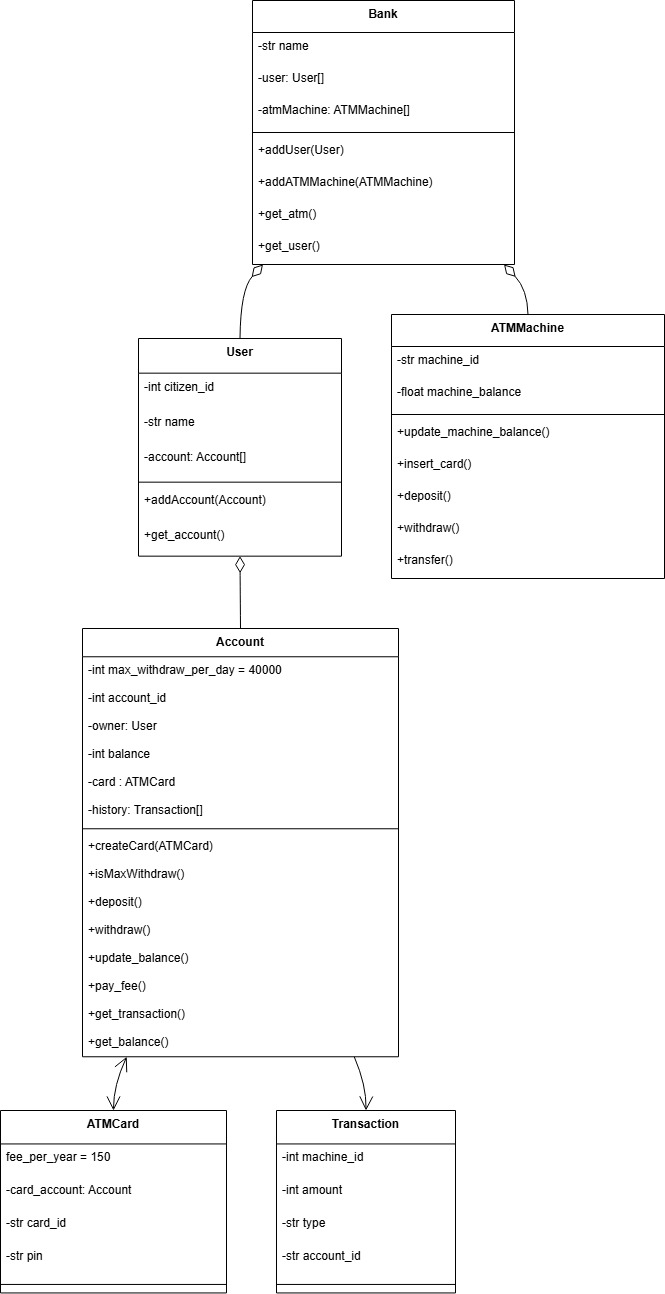 Bank
-str name
-user: User[]
-atmMachine: ATMMachine[]
+addUser(User)
+addATMMachine(ATMMachine)
+get_atm()
+get_user()
User
-int citizen_id
-str name
-account: Account[]
+addAccount(Account)
+get_account()
ATMMachine
-str machine_id
-float machine_balance
+update_machine_balance()
+insert_card()
+deposit()
+withdraw()
+transfer()
Account
-int max_withdraw_per_day = 40000
-int account_id
-owner: User
-int balance
-card : ATMCard
-history: Transaction[]
+createCard(ATMCard)
+isMaxWithdraw()
+deposit()
+withdraw()
+update_balance()
+pay_fee()
+get_transaction()
+get_balance()
ATMCard
fee_per_year = 150
-card_account: Account
-str card_id
-str pin
Transaction
-int machine_id
-int amount
-str type
-str account_id